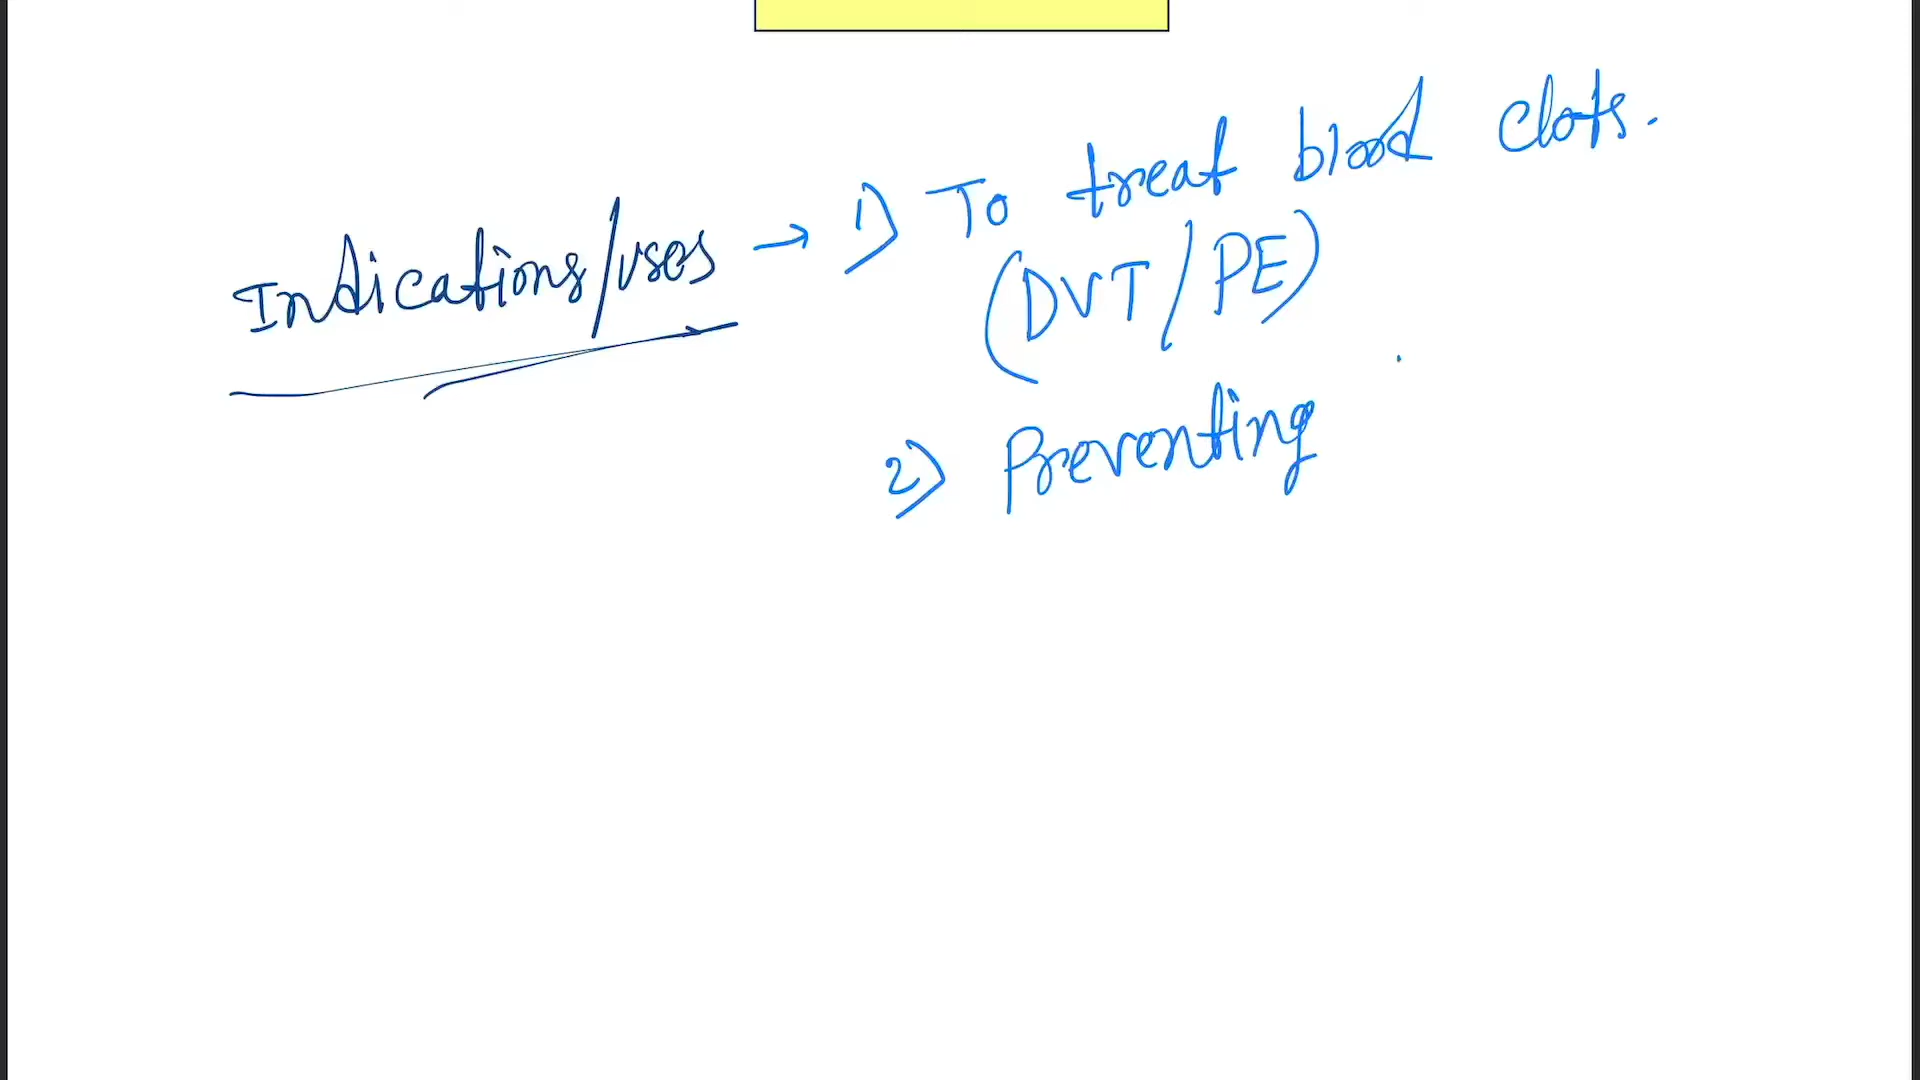 Indications/uses → 1) To treat blood clots.
(DVT/PE)
2) Preventing